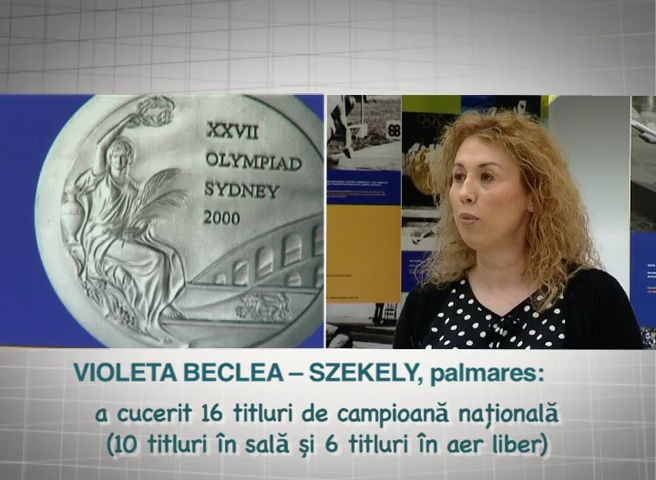 XXVII
OLYMPIAD
SYDNEY
2000
68
VIOLETA BECLEA – SZEKELY, palmares:
a cucerit 16 titluri de campioană națională
(10 titluri în sală și 6 titluri în aer liber)